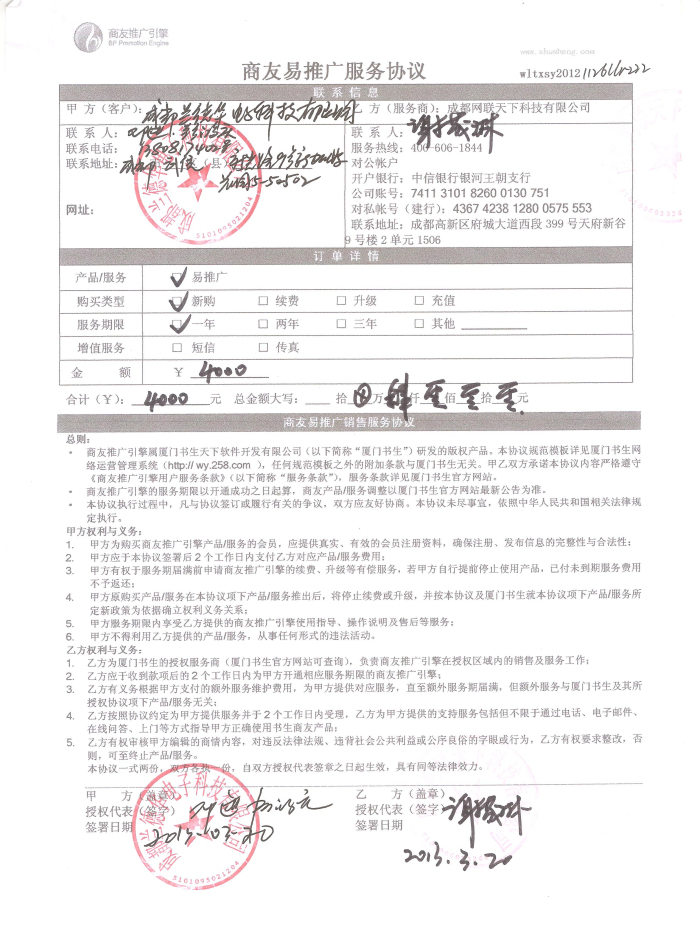 商友推广引擎
BP Promotion Engine
商友易推广服务协议
联系信息
甲 方（客户）：
乙 方（服务商）：成都网联天下科技有限公司
联 系 人：
联系电话：
联系地址：
网址：
联 系 人：
服务热线：400-606-1844
对公帐户
开户银行：中信银行银河王朝支行
公司账号：7411 3101 8260 0130 751
对私帐号（建行）：4367 4238 1280 0575 553
联系地址：成都高新区府城大道西段 399 号天府新谷
9 号楼 2 单元 1506
订单详情
产品/服务 ☑ 易推广
购买类型 ☑ 新购 □ 续费 □ 升级 □ 充值
服务期限 ☑ 一年 □ 两年 □ 三年 □ 其他
增值服务 □ 短信 □ 传真
金 额 ￥ 4000
合计（￥）： 4000 元 总金额大写： 拾 万 仟 佰 拾 元
商友易推广销售服务协议
总则：
• 商友推广引擎属厦门书生天下软件开发有限公司（以下简称“厦门书生”）研发的版权产品。本协议规范模板详见厦门书生网
络运营管理系统（http:// wy.258.com ），任何规范模板之外的附加条款与厦门书生无关。甲乙双方承诺本协议内容严格遵守
《商友推广引擎用户服务条款》（以下简称“服务条款”），服务条款详见厦门书生官方网站。
• 商友推广引擎的服务期限以开通成功之日起算，商友产品/服务调整以厦门书生官方网站最新公告为准。
• 本协议执行过程中，凡与协议签订或履行有关的争议，双方应友好协商。本协议未尽事宜，依照中华人民共和国相关法律规
定执行。
甲方权利与义务：
1. 甲方为购买商友推广引擎产品/服务的会员，应提供真实、有效的会员注册资料，确保注册、发布信息的完整性与合法性；
2. 甲方应于本协议签署后 2 个工作日内支付乙方对应产品/服务费用；
3. 甲方有权于服务期届满前申请商友推广引擎的续费、升级等有偿服务，若甲方自行提前停止使用产品，已付未到期服务费用
不予返还；
4. 甲方原购买产品/服务在本协议项下产品/服务推出后，将停止续费或升级，并按本协议及厦门书生就本协议项下产品/服务所
定新政策为依据确立权利义务关系；
5. 甲方服务期限内享受乙方提供的商友推广引擎使用指导、操作说明及售后等服务；
6. 甲方不得利用乙方提供的产品/服务，从事任何形式的违法活动。
乙方权利与义务：
1. 乙方为厦门书生的授权服务商（厦门书生官方网站可查询），负责商友推广引擎在授权区域内的销售及服务工作；
2. 乙方应于收到款项后的 2 个工作日内为甲方开通相应服务期限的商友推广引擎；
3. 乙方有义务根据甲方支付的额外服务维护费用，为甲方提供对应服务，直至额外服务期届满，但额外服务与厦门书生及其所
授权协议项下产品/服务无关；
4. 乙方按照协议约定为甲方提供服务并于 2 个工作日内受理，乙方为甲方提供的支持服务包括但不限于通过电话、电子邮件、
在线问答、上门等方式指导甲方正确使用书生商友产品；
5. 乙方有权审核甲方编辑的商情内容，对违反法律法规、违背社会公共利益或公序良俗的字眼或行为，乙方有权要求整改，否
则，可至终止产品/服务。
本协议一式两份，双方各执一份，自双方授权代表签章之日起生效，具有同等法律效力。
甲 方（盖章）
授权代表（签字）
签署日期
乙 方（盖章）
授权代表（签字）
签署日期
2013.3.20
5101095021204